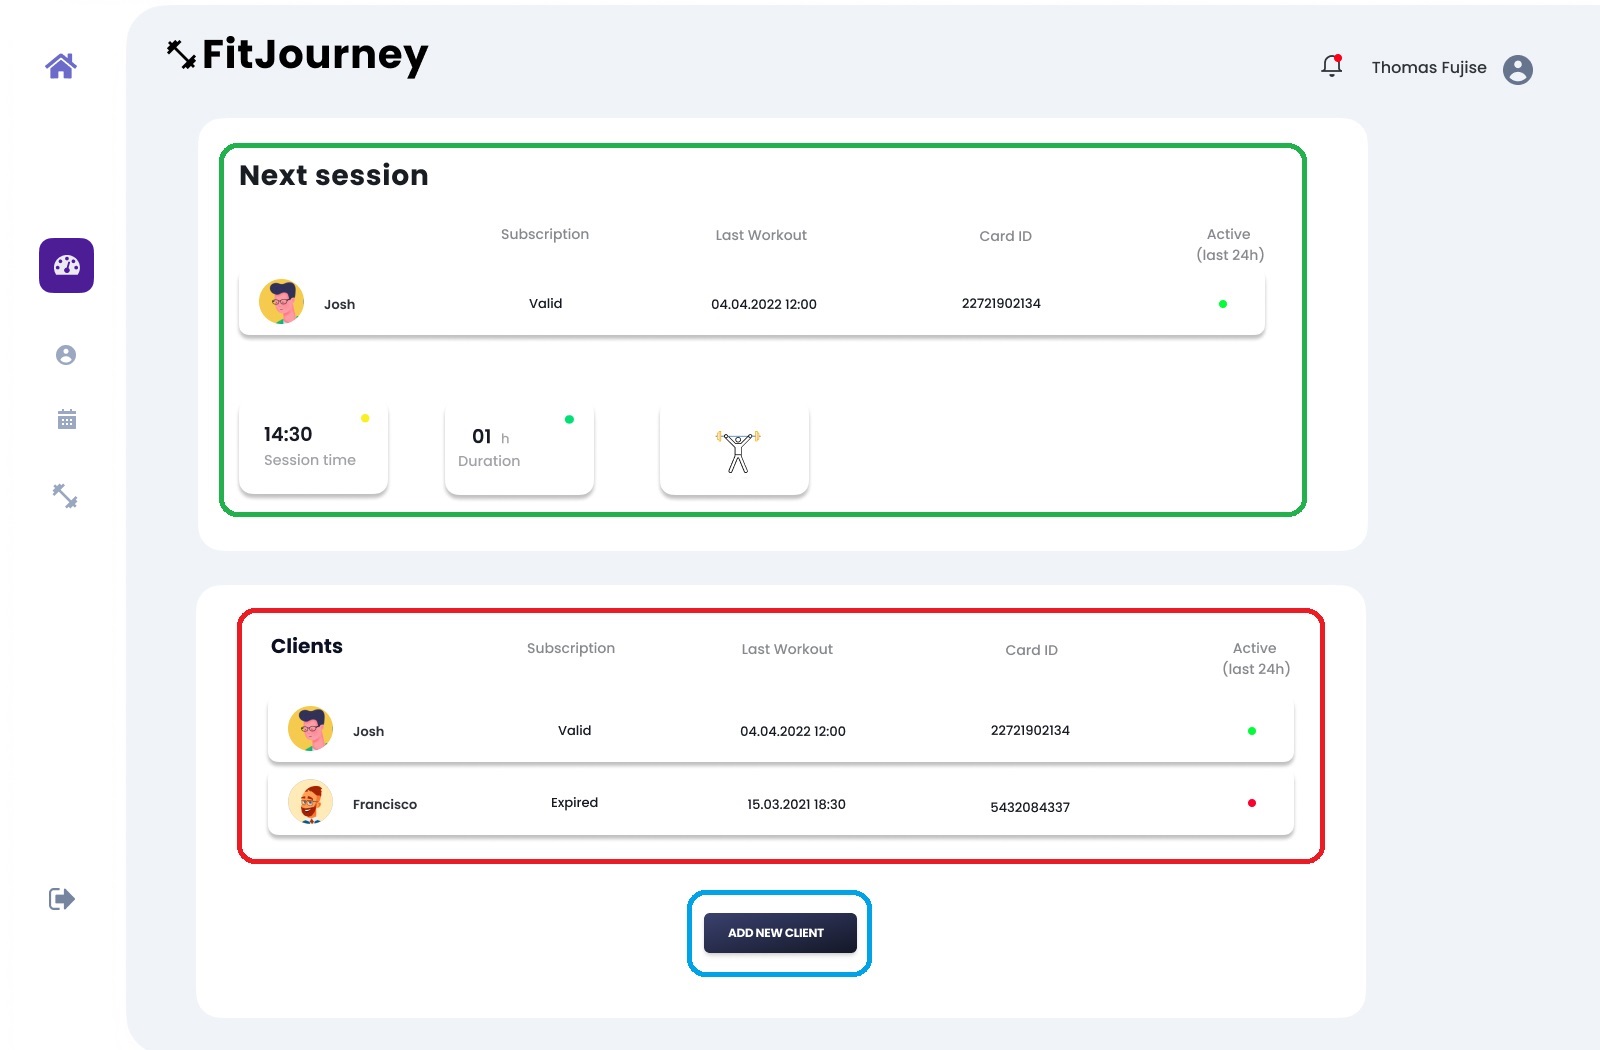 FitJourney
Thomas Fujise
Next session
Subscription Last Workout Card ID Active
(last 24h)
Josh Valid 04.04.2022 12:00 22721902134
14:30
Session time
01 h
Duration
Clients Subscription Last Workout Card ID Active
(last 24h)
Josh Valid 04.04.2022 12:00 22721902134
Francisco Expired 15.03.2021 18:30 5432084337
ADD NEW CLIENT